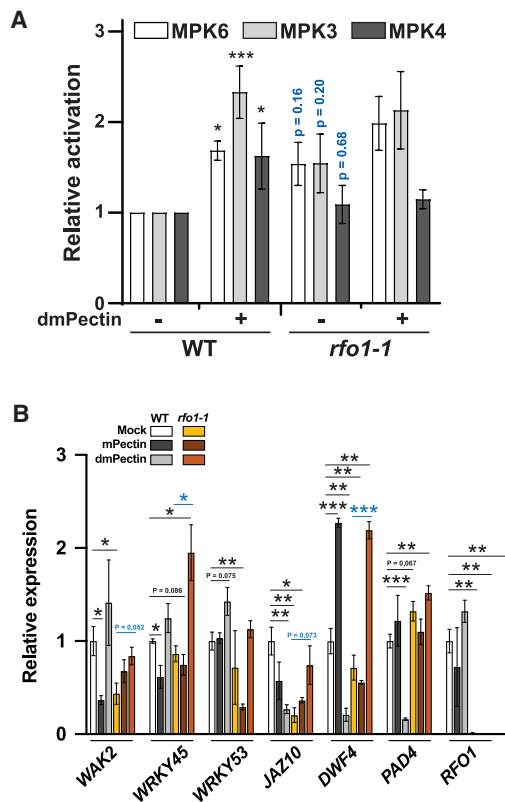 A
MPK6 MPK3 MPK4
Relative activation
3
2
1
0
* *** *
p = 0.16
p = 0.20
p = 0.68
dmPectin - + - +
WT rfo1-1
B
WT rfo1-1
Mock
mPectin
dmPectin
Relative expression
3
2
1
0
* *
P = 0.052
* P = 0.086 * *
P = 0.075 **
** ** * P = 0.073
*** ** ** ** ***
*** P = 0.067 **
** ** **
WAK2 WRKY45 WRKY53 JAZ10 DWF4 PAD4 RFO1